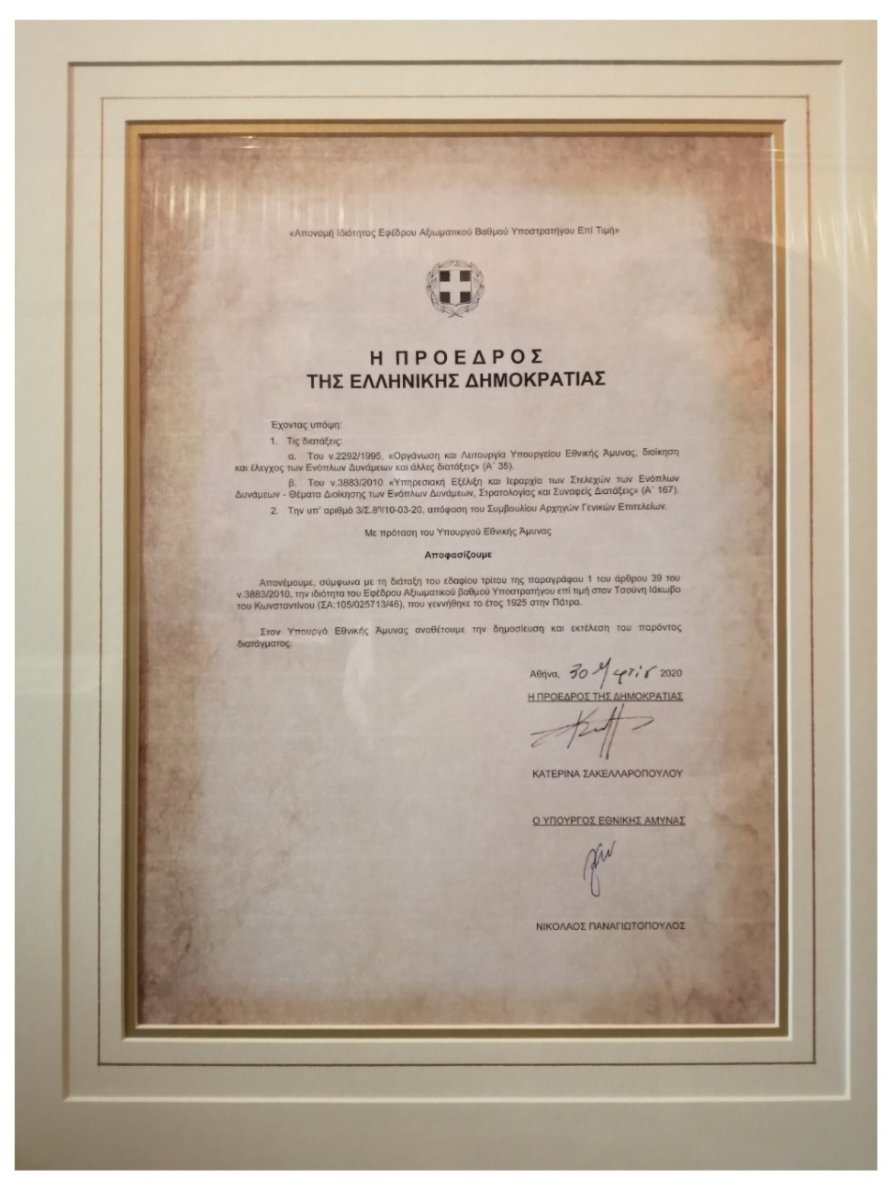 «Απονομή Ιδιότητας Εφέδρου Αξιωματικού Βαθμού Υποστρατήγου Επί Τιμή»
Η ΠΡΟΕΔΡΟΣ
ΤΗΣ ΕΛΛΗΝΙΚΗΣ ΔΗΜΟΚΡΑΤΙΑΣ
Έχοντας υπόψη:
1. Τις διατάξεις:
α. Του ν.2292/1995, «Οργάνωση και Λειτουργία Υπουργείου Εθνικής Άμυνας, διοίκηση
και έλεγχος των Ενόπλων Δυνάμεων και άλλες διατάξεις» (Α΄ 35).
β. Του ν.3883/2010 «Υπηρεσιακή Εξέλιξη και Ιεραρχία των Στελεχών των Ενόπλων
Δυνάμεων - Θέματα Διοίκησης των Ενόπλων Δυνάμεων, Στρατολογίας και Συναφείς Διατάξεις» (Α΄ 167).
2. Την υπ' αριθμό 3/Σ.8η/10-03-20, απόφαση του Συμβουλίου Αρχηγών Γενικών Επιτελείων.
Με πρόταση του Υπουργού Εθνικής Άμυνας
Αποφασίζουμε
Απονέμουμε, σύμφωνα με τη διάταξη του εδαφίου τρίτου της παραγράφου 1 του άρθρου 39 του
ν.3883/2010, την ιδιότητα του Εφέδρου Αξιωματικού βαθμού Υποστρατήγου επί τιμή στον Τσούνη Ιάκωβο
του Κωνσταντίνου (ΣΑ:105/025713/45), που γεννήθηκε το έτος 1925 στην Πάτρα.
Στον Υπουργό Εθνικής Άμυνας αναθέτουμε την δημοσίευση και εκτέλεση του παρόντος
διατάγματος.
Αθήνα, 30 2020
Η ΠΡΟΕΔΡΟΣ ΤΗΣ ΔΗΜΟΚΡΑΤΙΑΣ
ΚΑΤΕΡΙΝΑ ΣΑΚΕΛΛΑΡΟΠΟΥΛΟΥ
Ο ΥΠΟΥΡΓΟΣ ΕΘΝΙΚΗΣ ΑΜΥΝΑΣ
ΝΙΚΟΛΑΟΣ ΠΑΝΑΓΙΩΤΟΠΟΥΛΟΣ